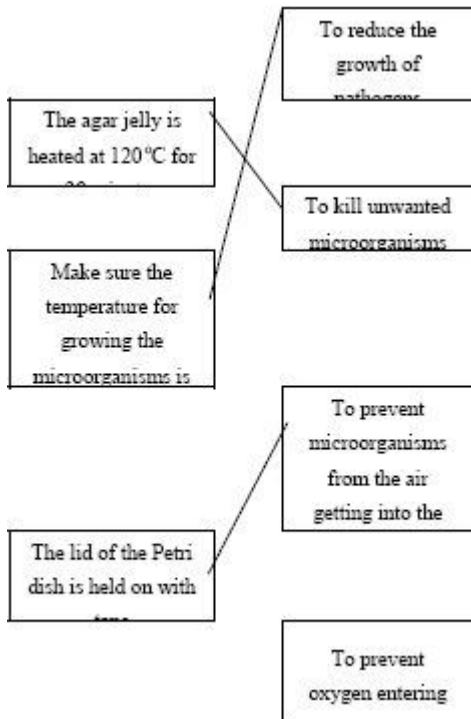 To reduce the
growth of
pathogens
The agar jelly is
heated at 120°C for
To kill unwanted
microorganisms
Make sure the
temperature for
growing the
microorganisms is
To prevent
microorganisms
from the air
getting into the
The lid of the Petri
dish is held on with
To prevent
oxygen entering